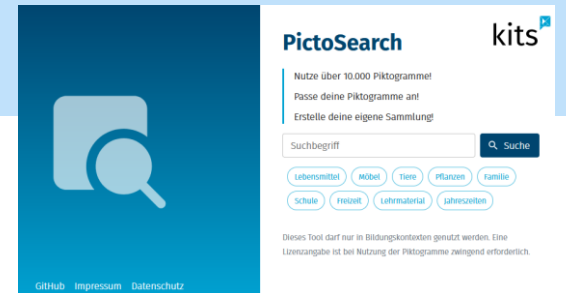 PictoSearch
kits
Nutze über 10.000 Piktogramme!
Passe deine Piktogramme an!
Erstelle deine eigene Sammlung!
Suchbegriff
Suche
Lebensmittel Möbel Tiere Pflanzen Familie
Schule Freizeit Lehrmaterial Jahreszeiten
Dieses Tool darf nur in Bildungskontexten genutzt werden. Eine
Lizenzangabe ist bei Nutzung der Piktogramme zwingend erforderlich.
GitHub Impressum Datenschutz